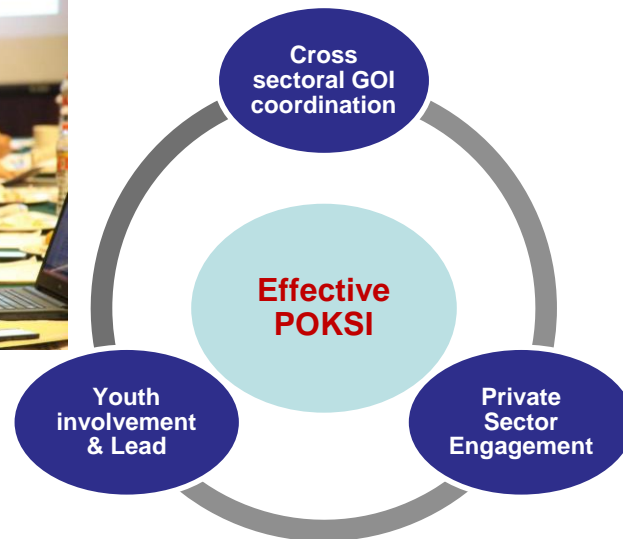 Cross
sectoral GOI
coordination
Effective
POKSI
Youth
involvement
& Lead
Private
Sector
Engagement